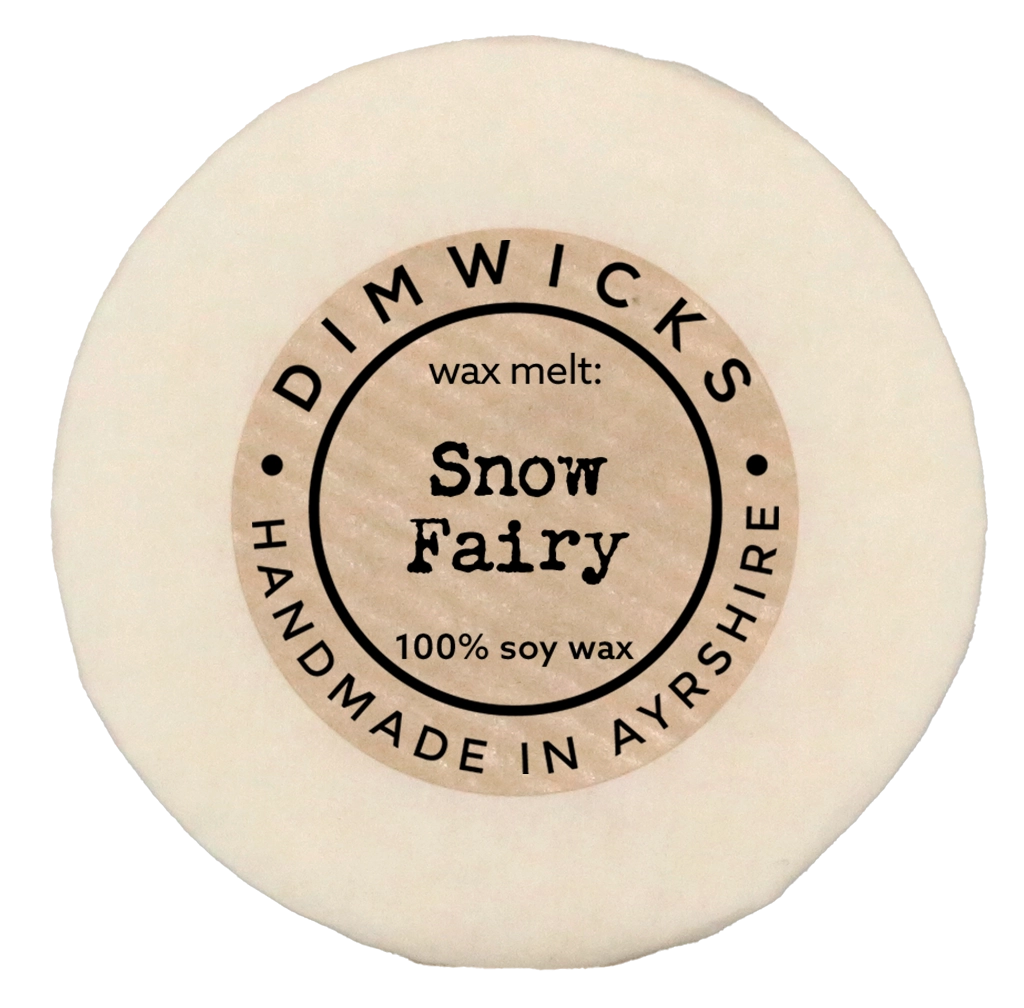 DIMWICKS
wax melt:
Snow
Fairy
100% soy wax
• HANDMADE IN AYRSHIRE •